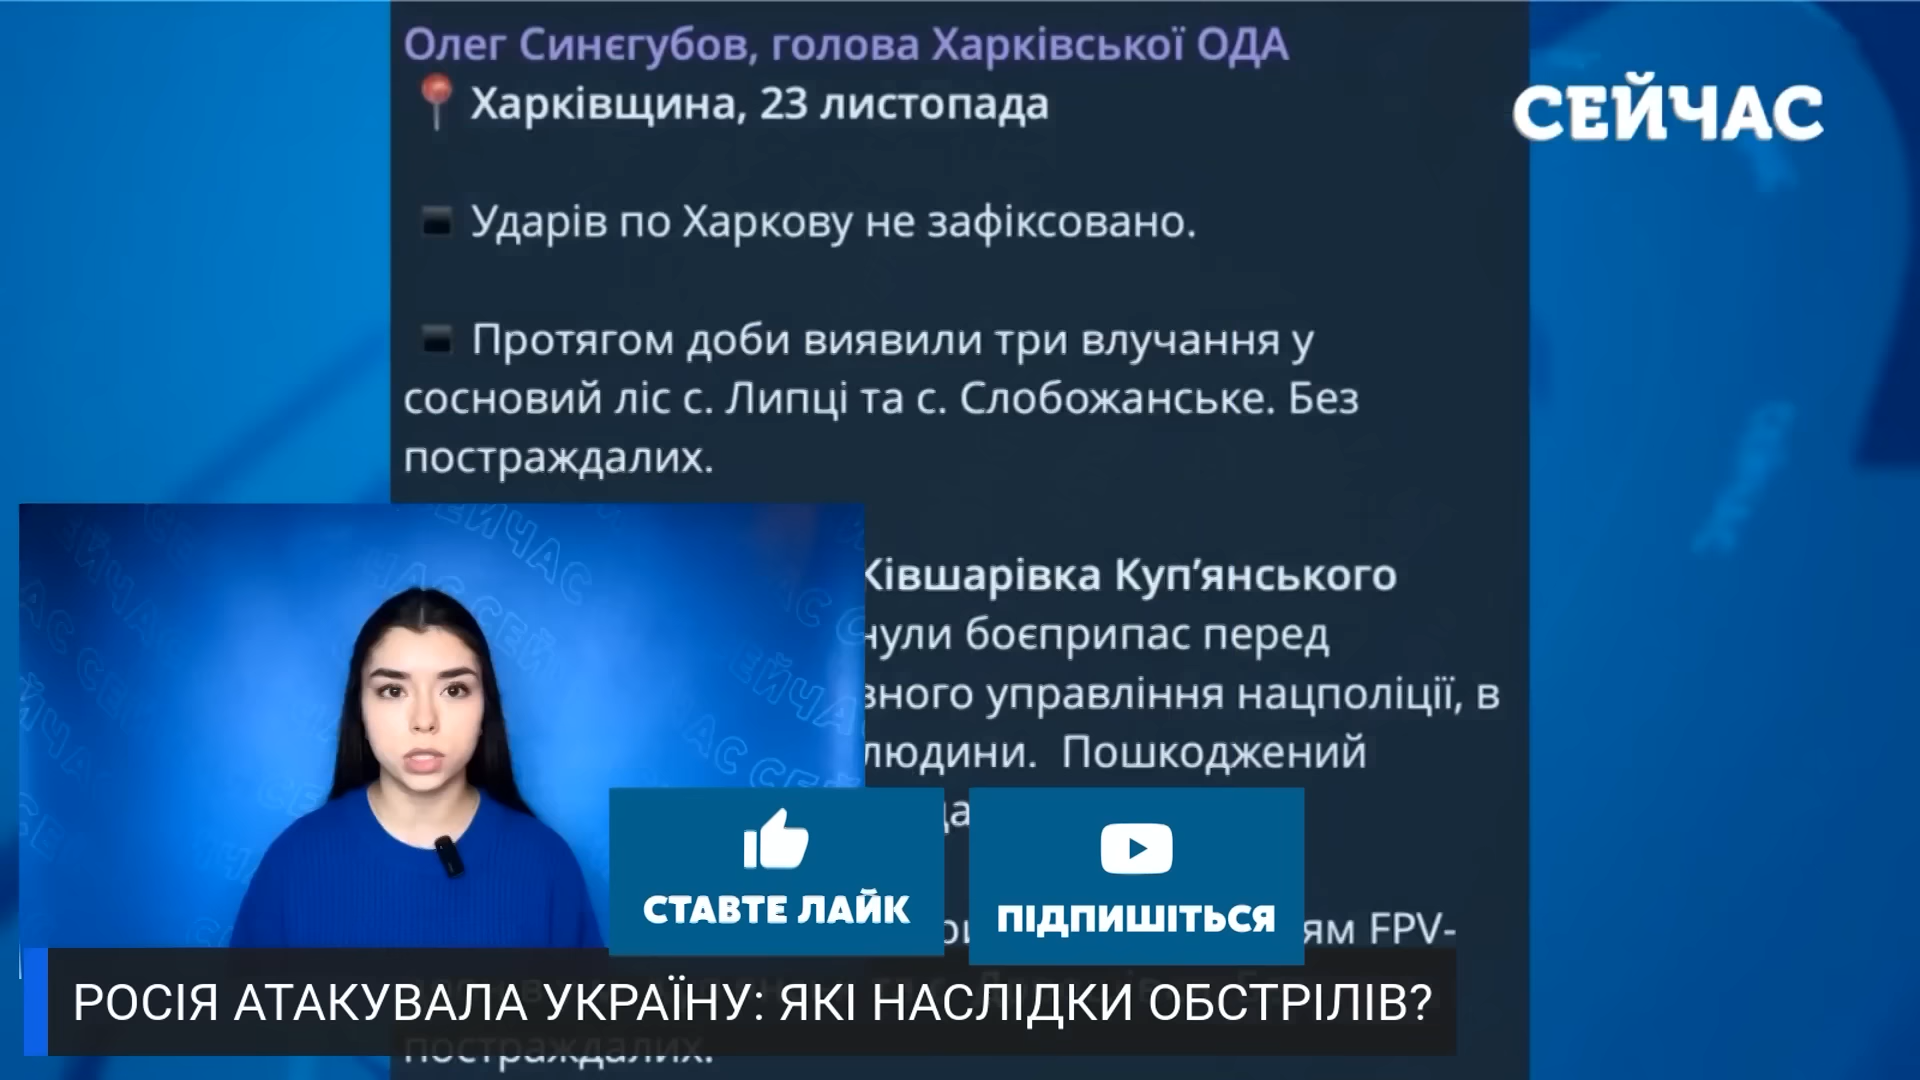 Олег Синєгубов, голова Харківської ОДА
Харківщина, 23 листопада
СЕЙЧАС
Ударів по Харкову не зафіксовано.
Протягом доби виявили три влучання у
сосновий ліс с. Липці та с. Слобожанське. Без
постраждалих.
Ківшарівка Куп’янського
нули боєприпас перед
вного управління нацполіції, в
людини. Пошкоджений
СТАВТЕ ЛАЙК
ПІДПИШІТЬСЯ
ям FPV-
РОСІЯ АТАКУВАЛА УКРАЇНУ: ЯКІ НАСЛІДКИ ОБСТРІЛІВ?
постраждалих.